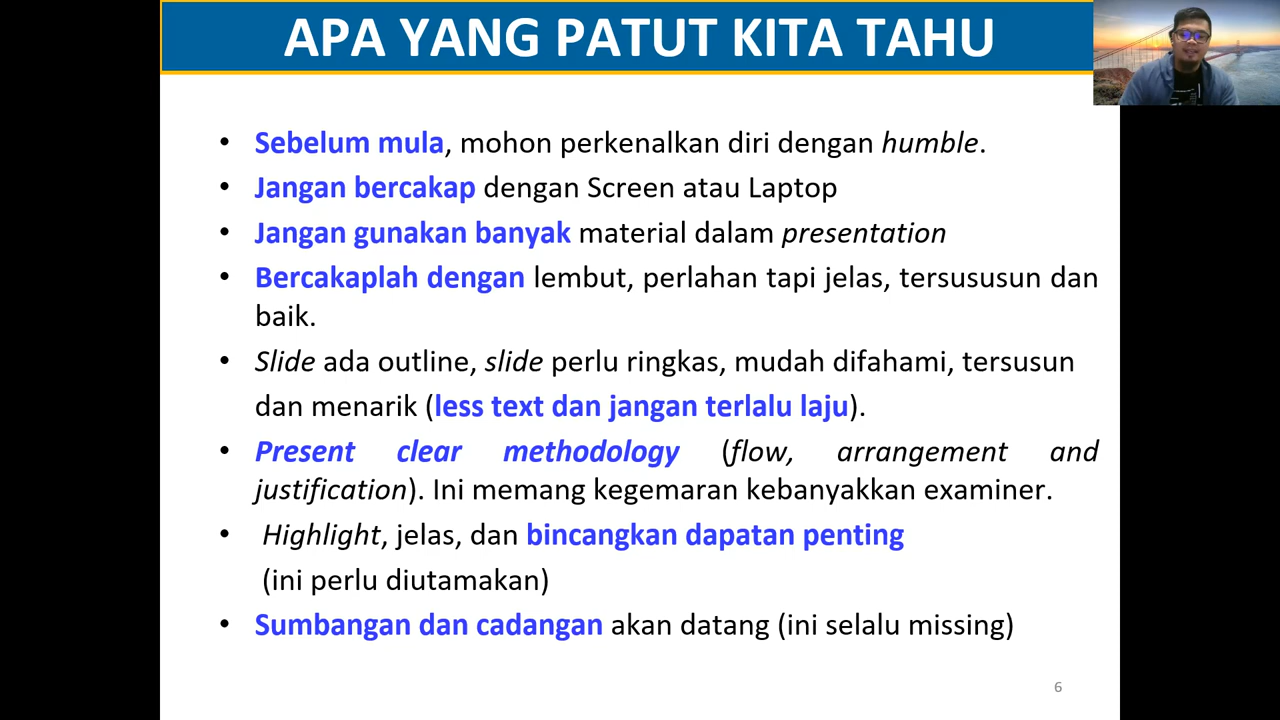 APA YANG PATUT KITA TAHU
• Sebelum mula, mohon perkenalkan diri dengan humble.
• Jangan bercakap dengan Screen atau Laptop
• Jangan gunakan banyak material dalam presentation
• Bercakaplah dengan lembut, perlahan tapi jelas, tersususun dan
baik.
• Slide ada outline, slide perlu ringkas, mudah difahami, tersusun
dan menarik (less text dan jangan terlalu laju).
• Present clear methodology (flow, arrangement and
justification). Ini memang kegemaran kebanyakkan examiner.
• Highlight, jelas, dan bincangkan dapatan penting
(ini perlu diutamakan)
• Sumbangan dan cadangan akan datang (ini selalu missing)
6